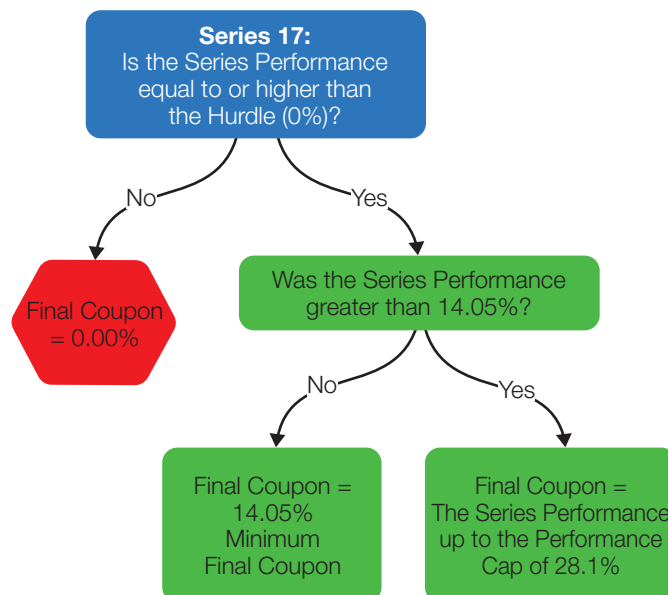 Series 17:
Is the Series Performance
equal to or higher than
the Hurdle (0%)?
No
Yes
Final Coupon
= 0.00%
Was the Series Performance
greater than 14.05%?
No
Yes
Final Coupon =
14.05%
Minimum
Final Coupon
Final Coupon =
The Series Performance
up to the Performance
Cap of 28.1%